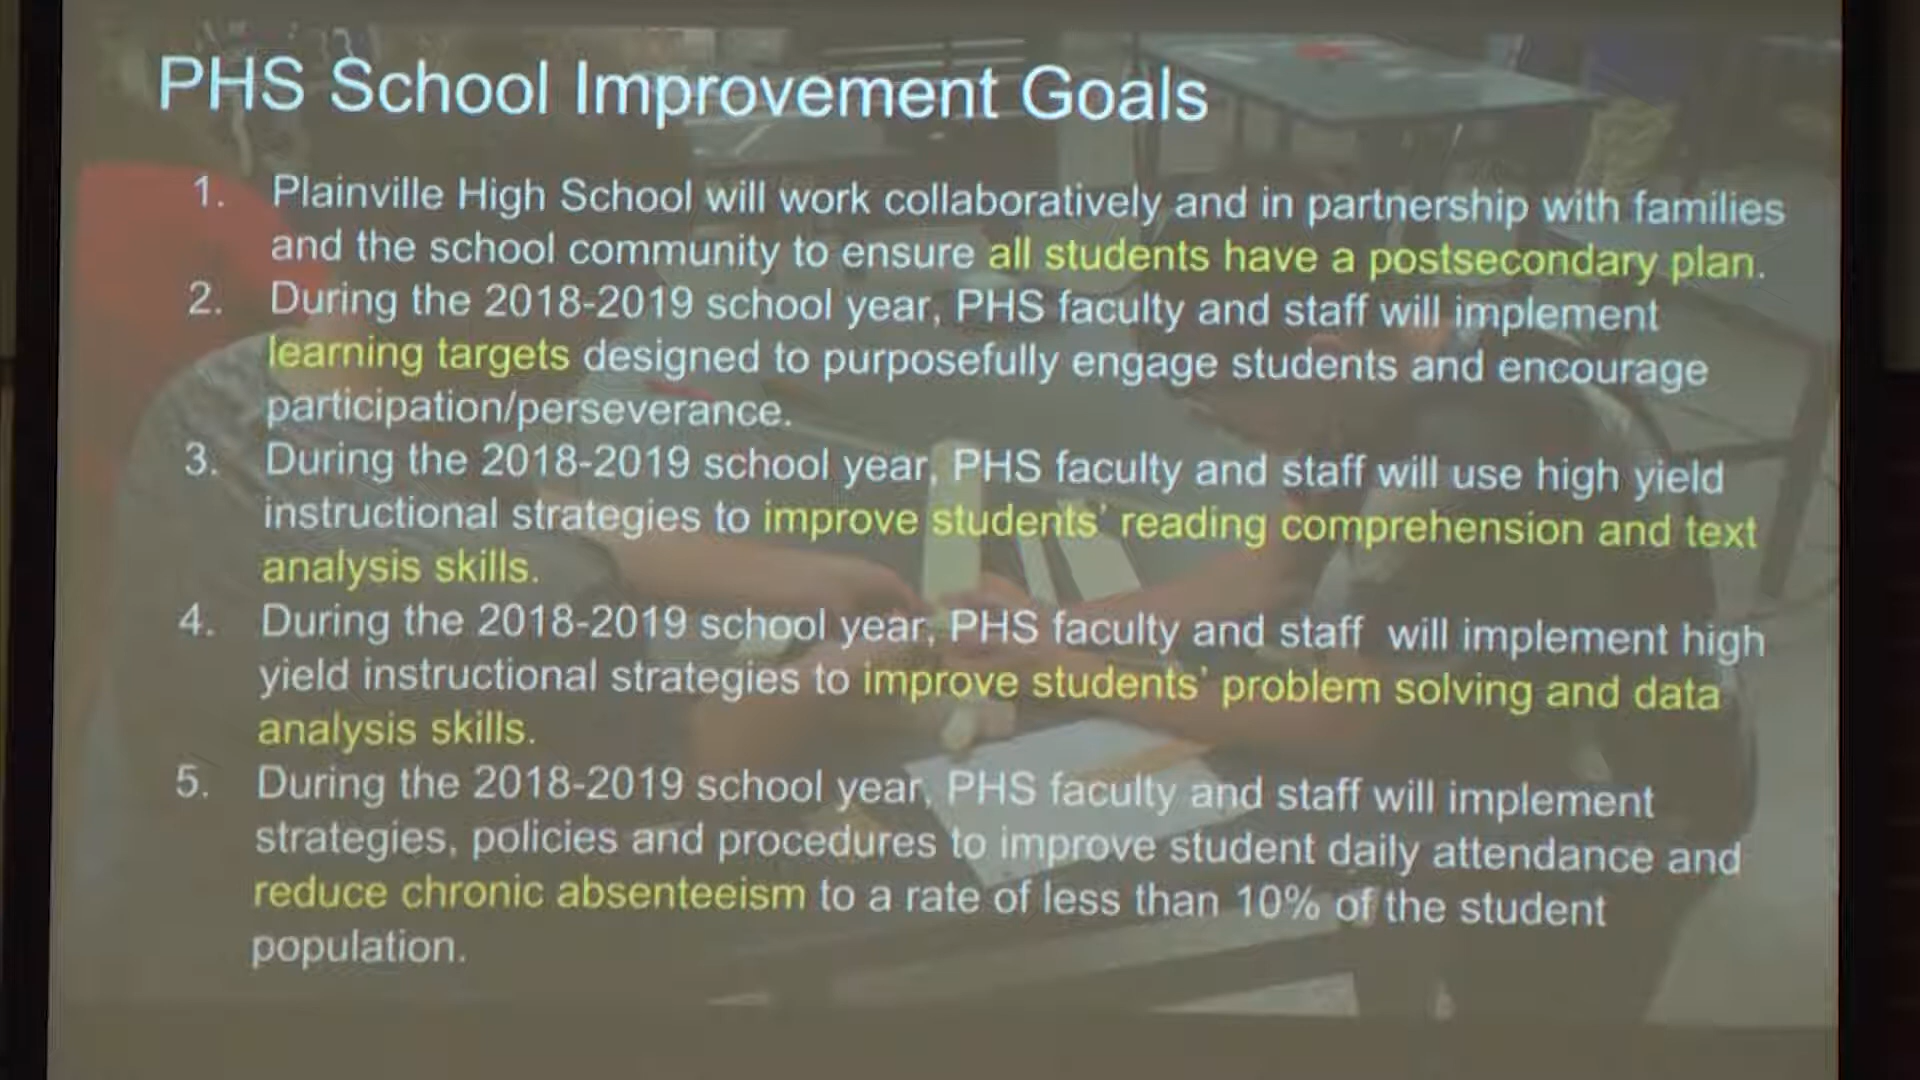 PHS School Improvement Goals
1. Plainville High School will work collaboratively and in partnership with families
and the school community to ensure all students have a postsecondary plan.
2. During the 2018-2019 school year, PHS faculty and staff will implement
learning targets designed to purposefully engage students and encourage
participation/perseverance.
3. During the 2018-2019 school year, PHS faculty and staff will use high yield
instructional strategies to improve students' reading comprehension and text
analysis skills.
4. During the 2018-2019 school year, PHS faculty and staff  will implement high
yield instructional strategies to improve students' problem solving and data
analysis skills.
5. During the 2018-2019 school year, PHS faculty and staff will implement
strategies, policies and procedures to improve student daily attendance and
reduce chronic absenteeism to a rate of less than 10% of the student
population.